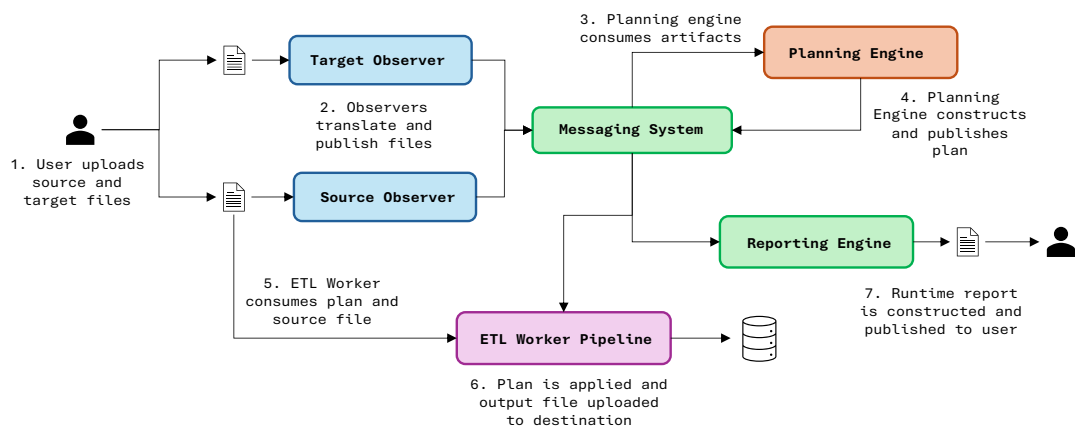 3. Planning engine
consumes artifacts
Target Observer
Planning Engine
2. Observers
translate and
publish files
4. Planning
Engine constructs
and publishes
plan
Messaging System
1. User uploads
source and
target files
Source Observer
Reporting Engine
5. ETL Worker
consumes plan and
source file
7. Runtime report
is constructed and
published to user
ETL Worker Pipeline
6. Plan is applied and
output file uploaded
to destination